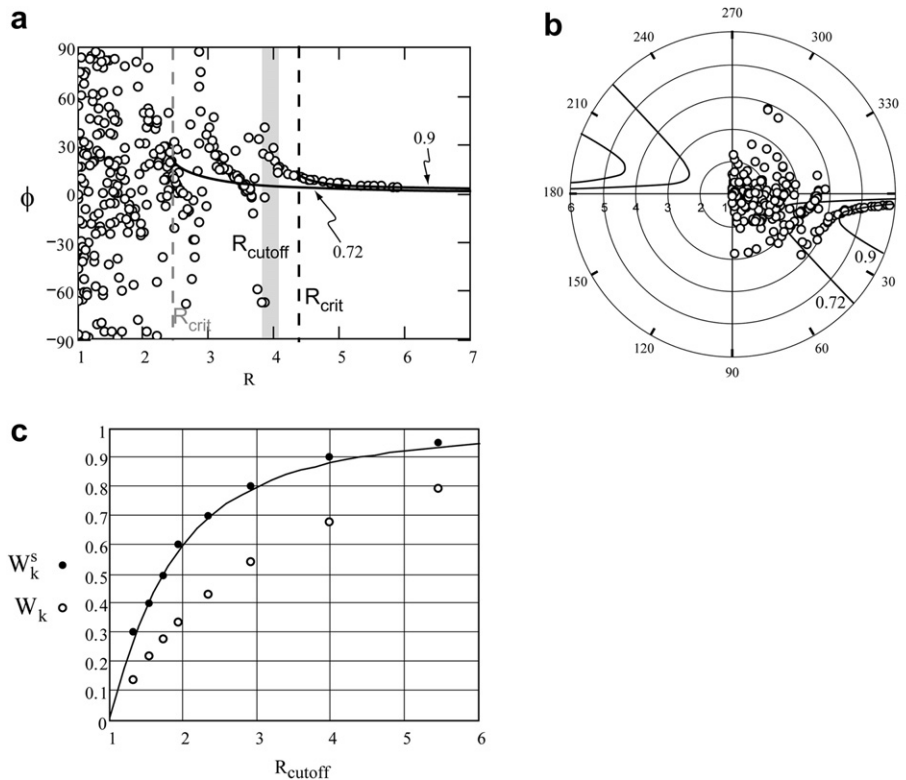 a
90
60
30
0
−30
−60
−90
ϕ
0.9
0.72
R_cutoff
R_crit
R_crit
1 2 3 4 5 6 7
R
b
270
240 300
210 330
180
6 5 4 3 2 1
0.9
0.72
150 30
120 60
90
c
1
0.9
0.8
0.7
0.6
0.5
0.4
0.3
0.2
0.1
0
W_k^s •
W_k o
1 2 3 4 5 6
R_cutoff